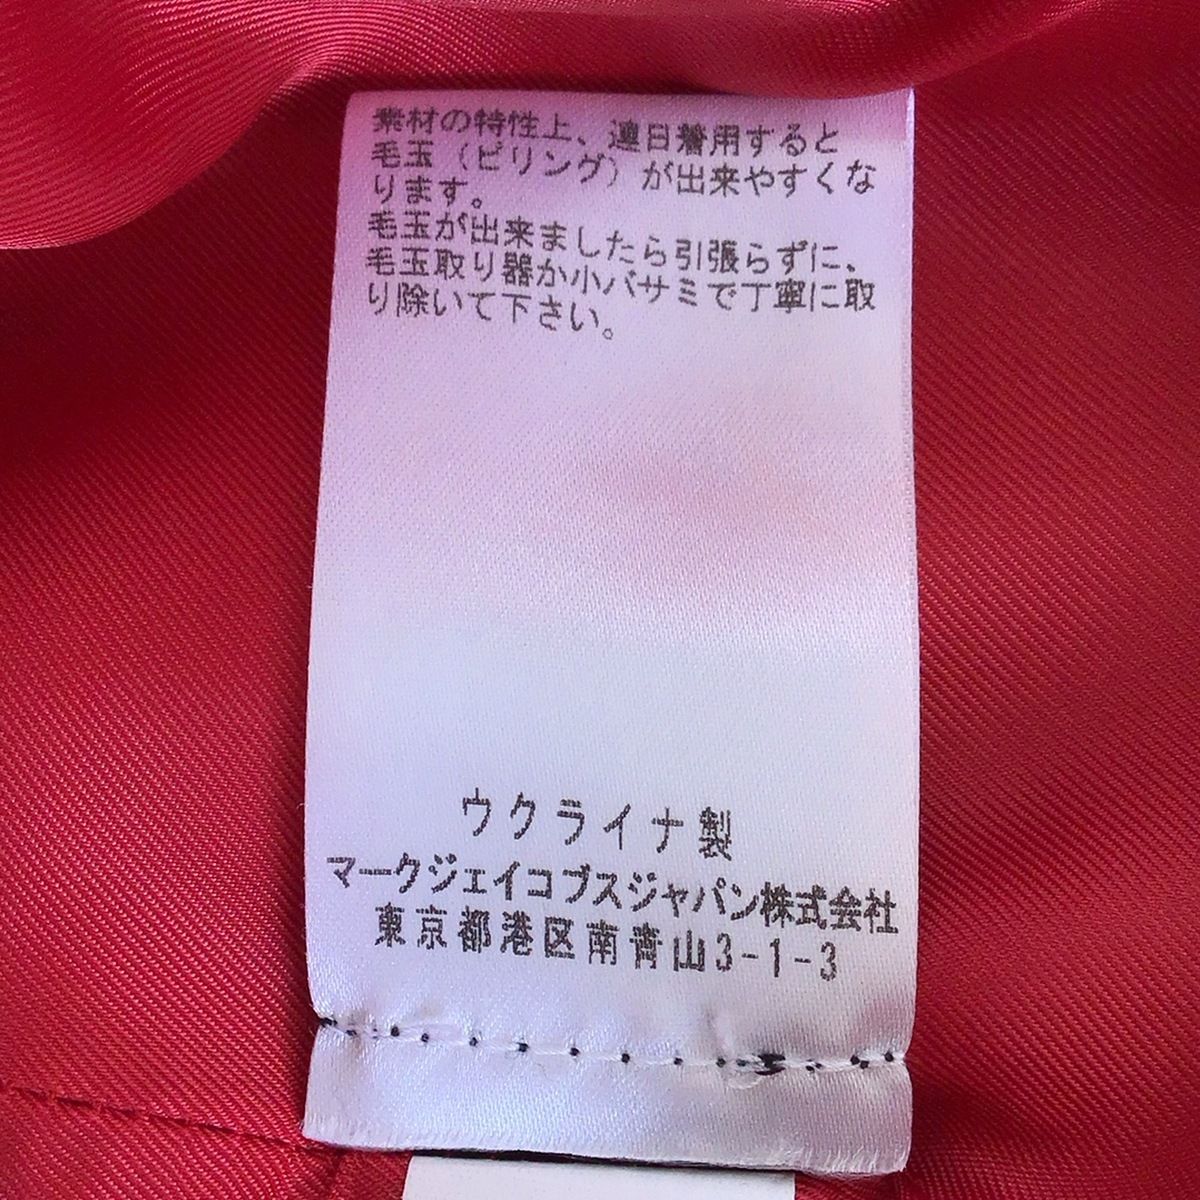 素材の特性上、連日着用すると
毛玉（ピリング）が出来やすくな
ります。
毛玉が出来ましたら引張らずに、
毛玉取り器か小バサミで丁寧に取
り除いて下さい。
ウクライナ製
マークジェイコブスジャパン株式会社
東京都港区南青山3-1-3